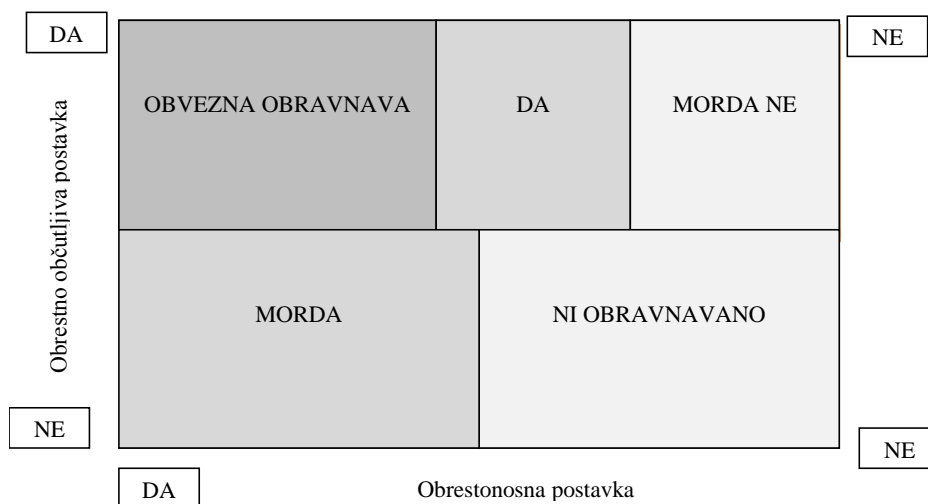 DA
NE
OBVEZNA OBRAVNAVA
DA
MORDA NE
Obrestno občutljiva postavka
MORDA
NI OBRAVNAVANO
NE
NE
DA
Obrestonosna postavka